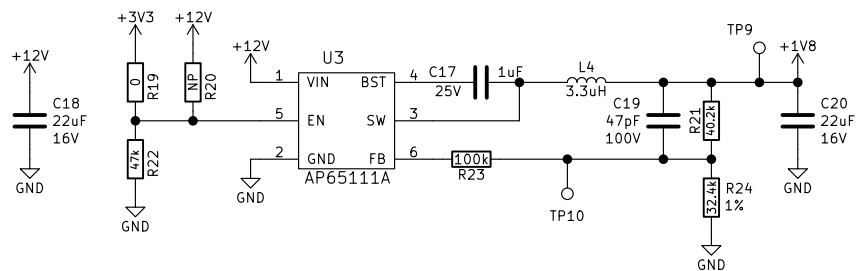 TP9
+3V3
+12V
+12V
U3
+12V
+1V8
0
R19
NP
R20
1
VIN
BST
4
C17
25V
1uF
L4
3.3uH
C18
22uF
16V
5
EN
SW
3
C19
47pF
100V
R21
40.2k
C20
22uF
16V
47k
R22
2
GND
FB
6
100k
R23
AP65111A
GND
GND
GND
TP10
32.4k
R24
1%
GND
GND